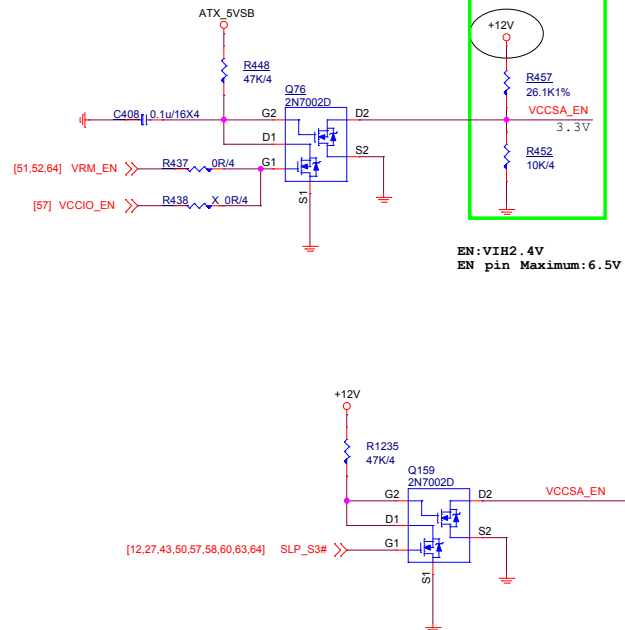 ATX_5VSB
+12V
R448
47K/4
R457
26.1K1%
Q76
2N7002D
C408 0.1u/16X4
G2
D2
VCCSA_EN
3.3V
D1
S2
R452
10K/4
[51,52,64] VRM_EN
R437 0R/4
G1
[57] VCCIO_EN
R438 X_0R/4
S1
EN:VIH2.4V
EN pin Maximum:6.5V
+12V
R1235
47K/4
Q159
2N7002D
G2
D2
VCCSA_EN
D1
S2
[12,27,43,50,57,58,60,63,64] SLP_S3#
G1
S1